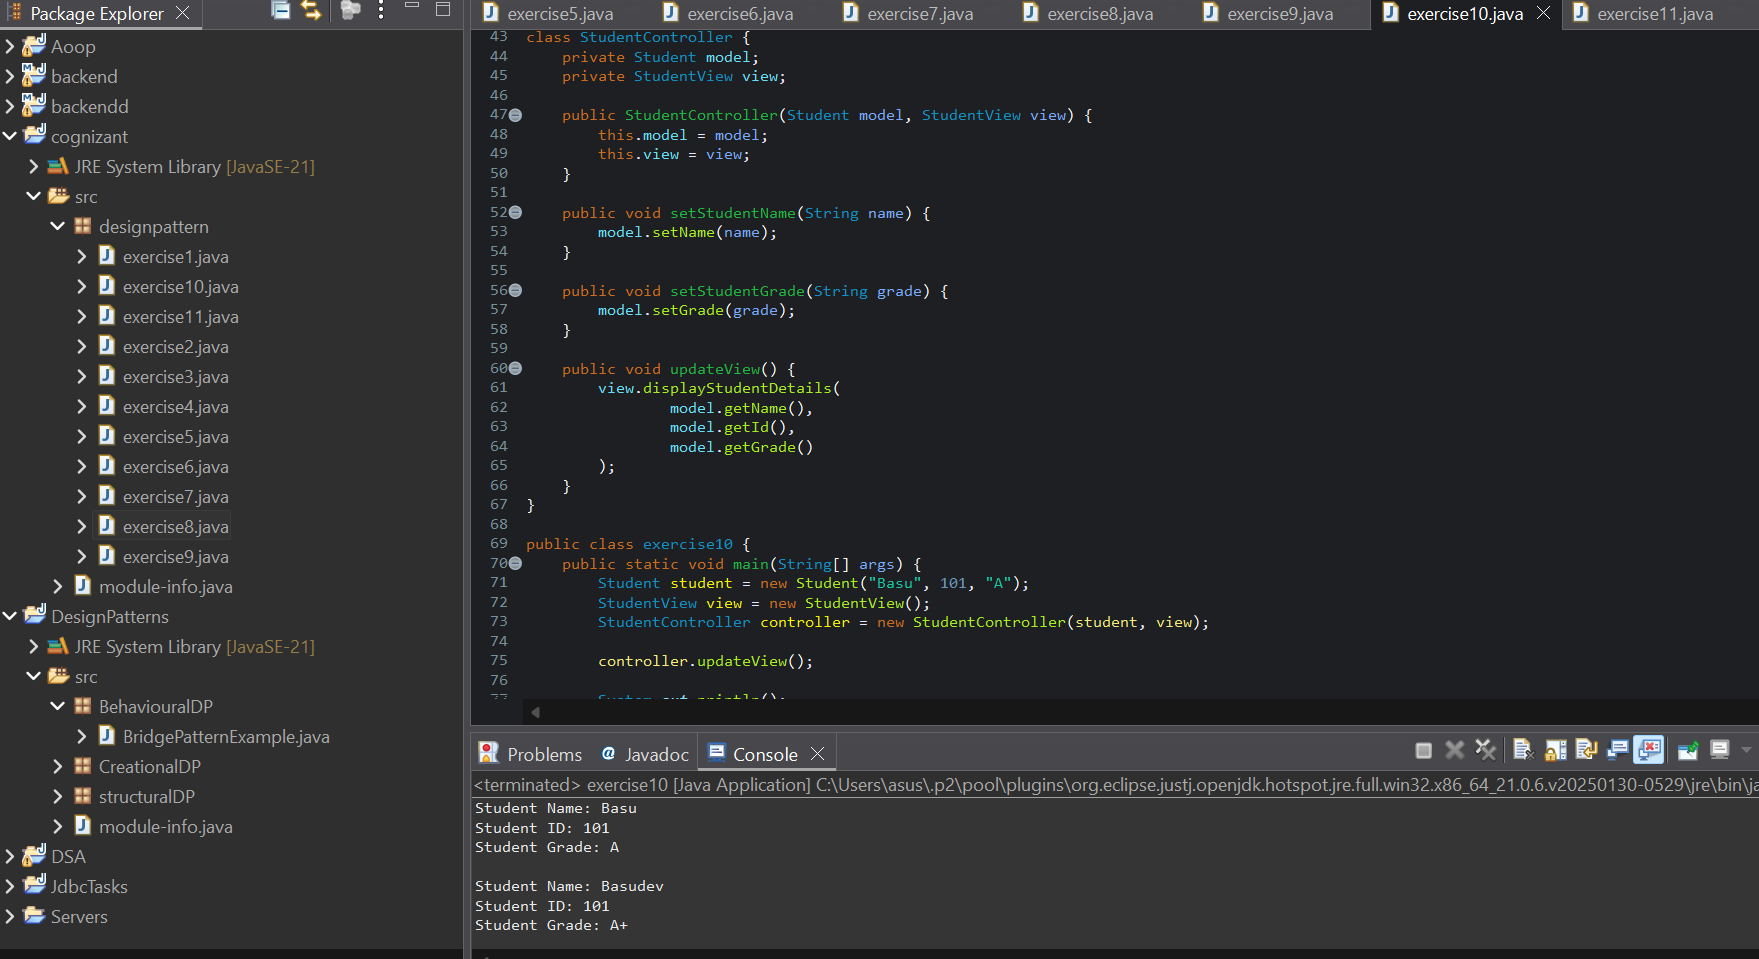 Package Explorer
Aoop
backend
backendd
cognizant
JRE System Library [JavaSE-21]
src
designpattern
exercise1.java
exercise10.java
exercise11.java
exercise2.java
exercise3.java
exercise4.java
exercise5.java
exercise6.java
exercise7.java
exercise8.java
exercise9.java
module-info.java
DesignPatterns
JRE System Library [JavaSE-21]
src
BehaviouralDP
BridgePatternExample.java
CreationalDP
structuralDP
module-info.java
DSA
JdbcTasks
Servers
exercise5.java exercise6.java exercise7.java exercise8.java exercise9.java exercise10.java exercise11.java
43 class StudentController {
44     private Student model;
45     private StudentView view;
46
47     public StudentController(Student model, StudentView view) {
48         this.model = model;
49         this.view = view;
50     }
51
52     public void setStudentName(String name) {
53         model.setName(name);
54     }
55
56     public void setStudentGrade(String grade) {
57         model.setGrade(grade);
58     }
59
60     public void updateView() {
61         view.displayStudentDetails(
62                 model.getName(),
63                 model.getId(),
64                 model.getGrade()
65         );
66     }
67 }
68
69 public class exercise10 {
70     public static void main(String[] args) {
71         Student student = new Student("Basu", 101, "A");
72         StudentView view = new StudentView();
73         StudentController controller = new StudentController(student, view);
74
75         controller.updateView();
76
77         System.out.println();
Problems @ Javadoc Console
<terminated> exercise10 [Java Application] C:\Users\asus\.p2\pool\plugins\org.eclipse.justj.openjdk.hotspot.jre.full.win32.x86_64_21.0.6.v20250130-0529\jre\bin\ja
Student Name: Basu
Student ID: 101
Student Grade: A
Student Name: Basudev
Student ID: 101
Student Grade: A+